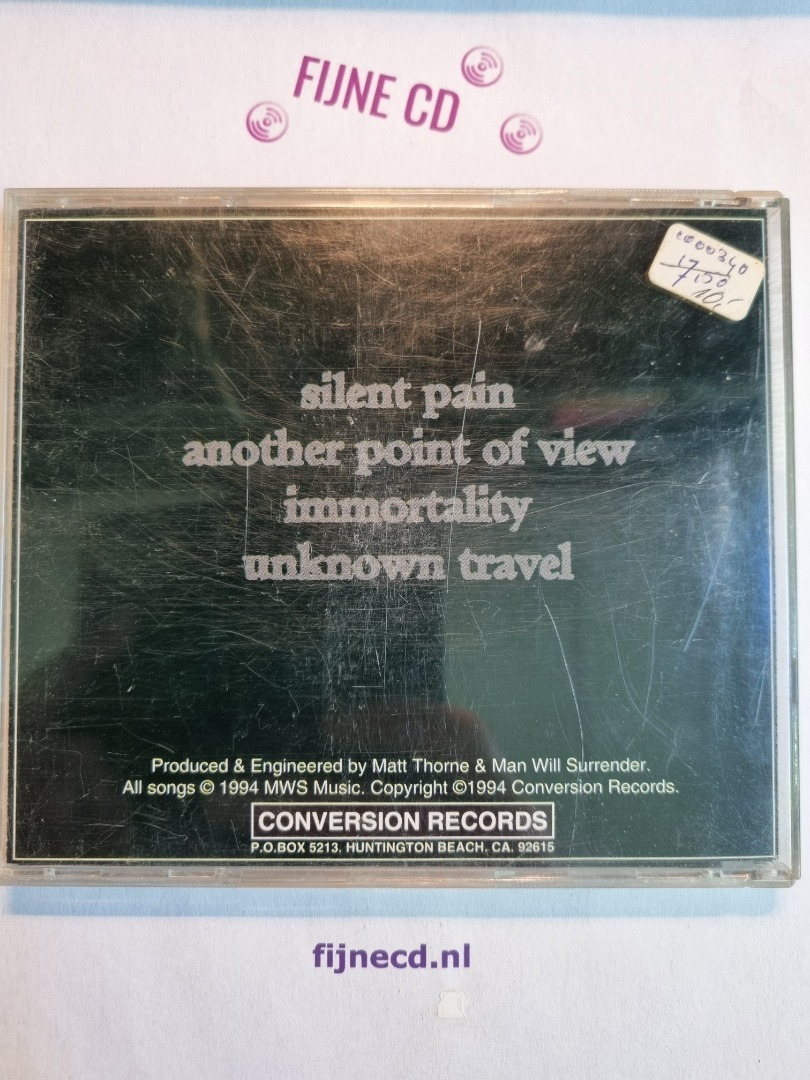 FIJNE CD
10,-
silent pain
another point of view
immortality
unknown travel
Produced & Engineered by Matt Thorne & Man Will Surrender.
All songs © 1994 MWS Music. Copyright ©1994 Conversion Records.
CONVERSION RECORDS
P.O.BOX 5213. HUNTINGTON BEACH. CA. 92615
fijnecd.nl